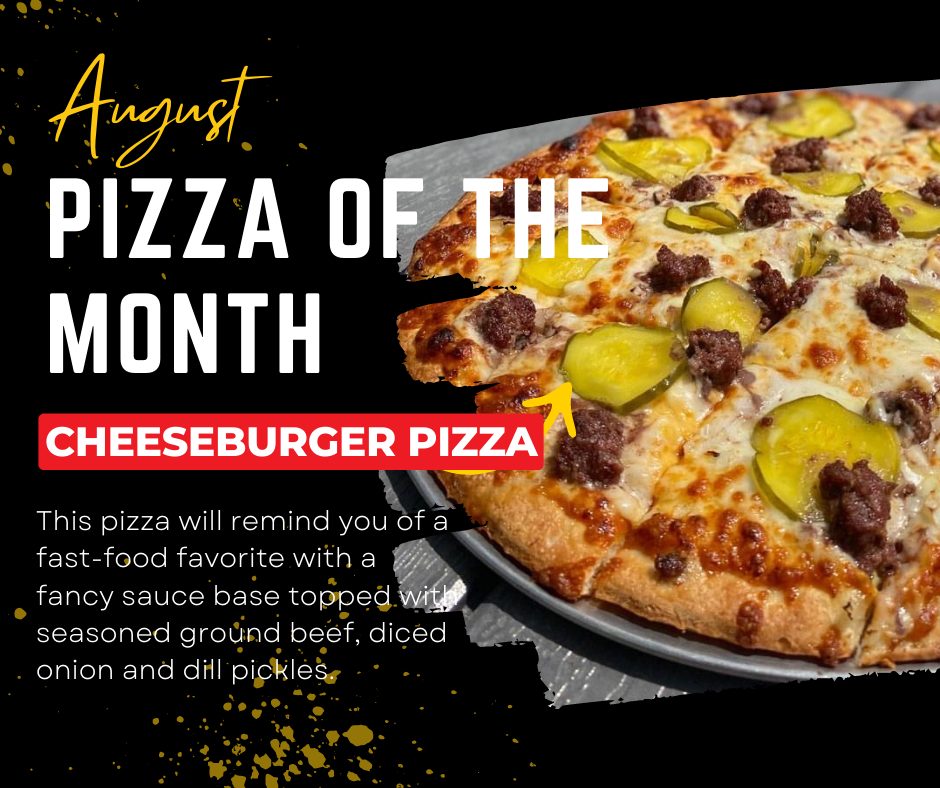 August
PIZZA OF THE
MONTH
CHEESEBURGER PIZZA
This pizza will remind you of a
fast-food favorite with a
fancy sauce base topped with
seasoned ground beef, diced
onion and dill pickles.